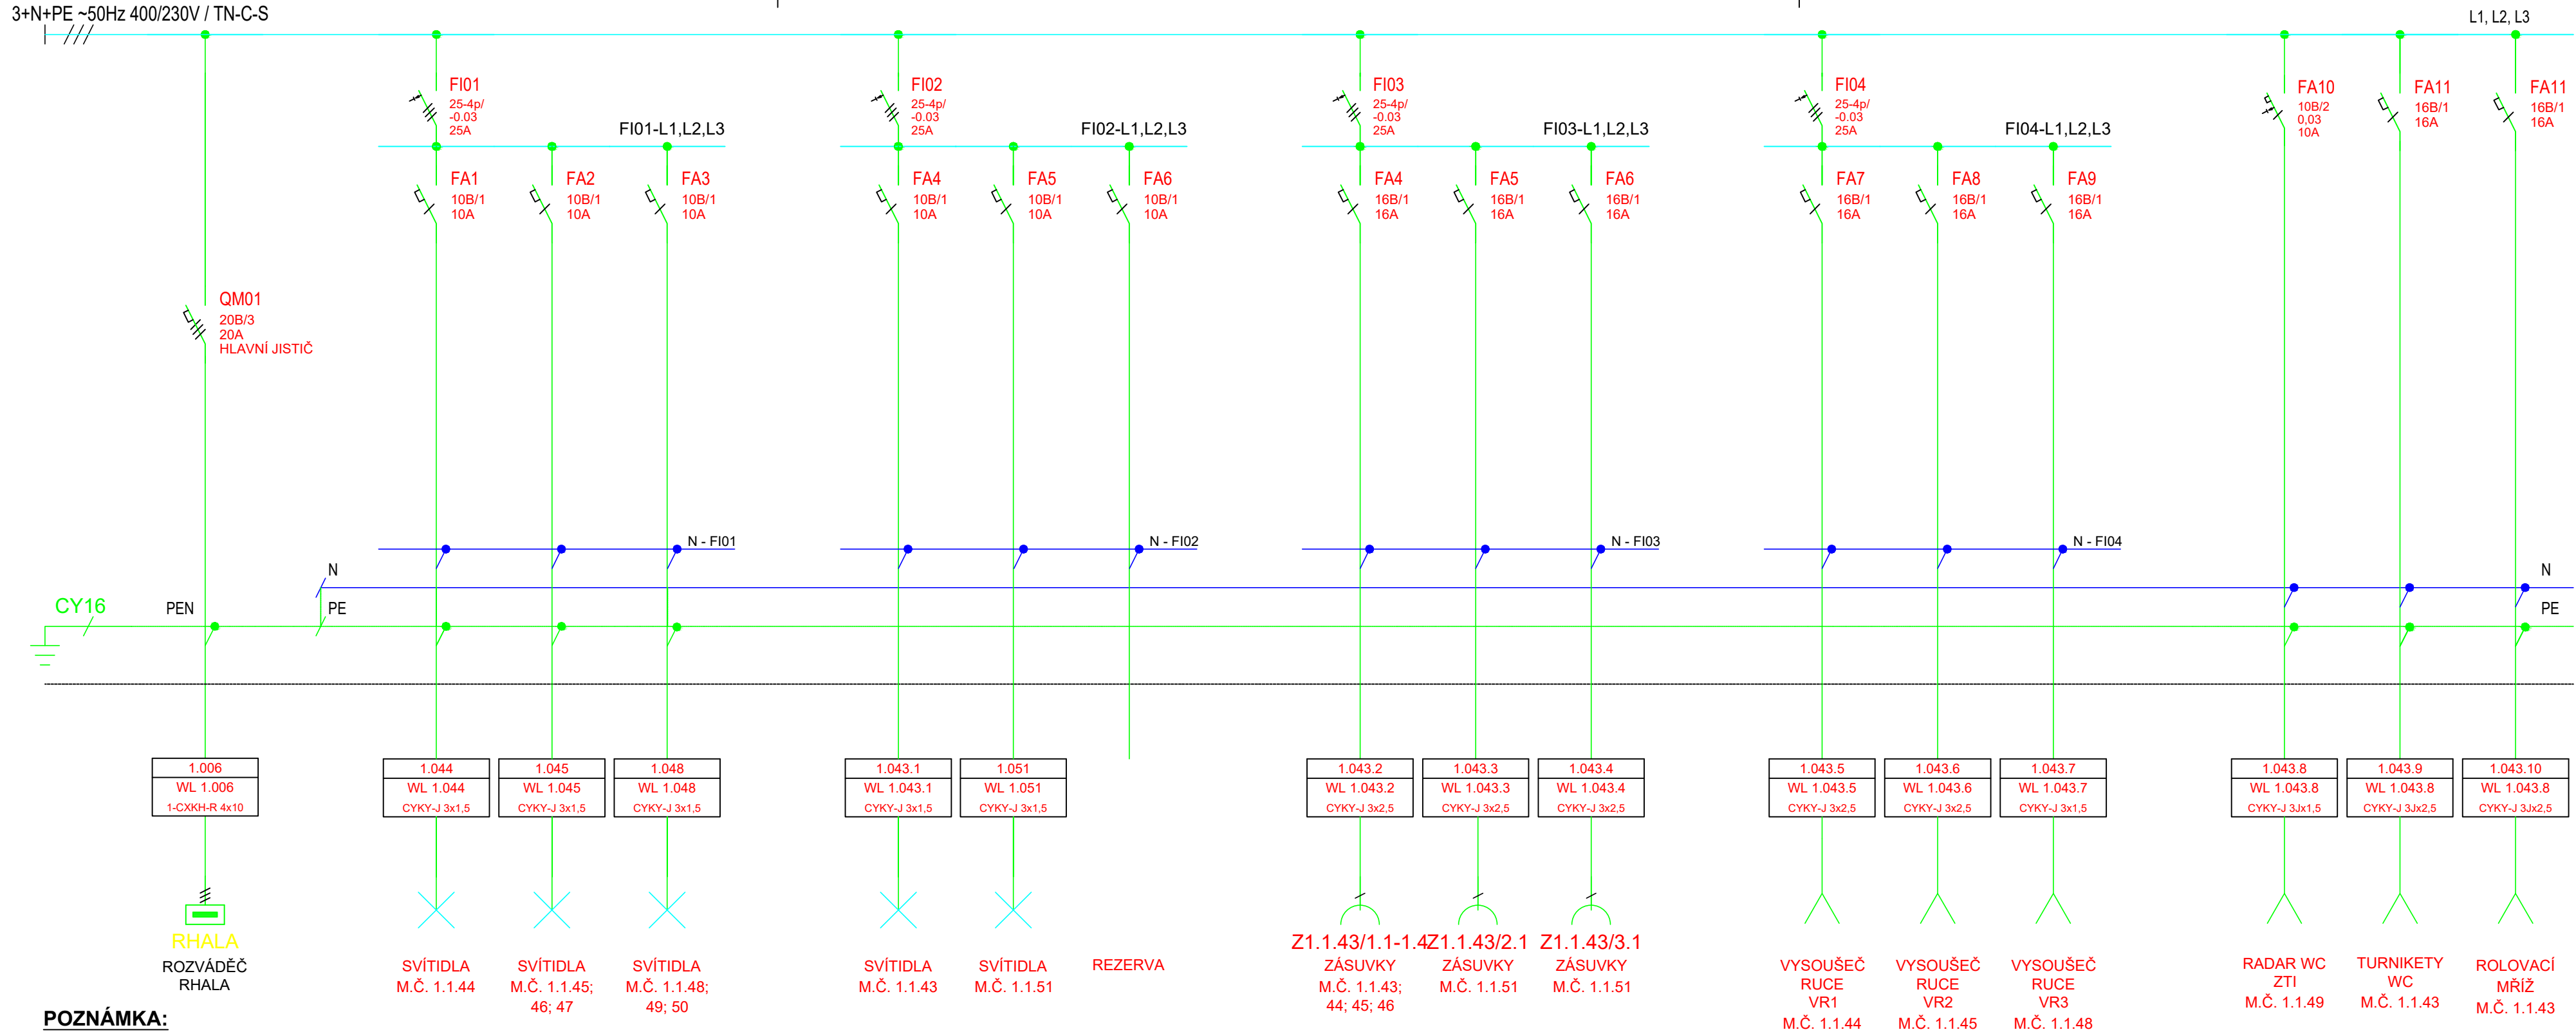 3+N+PE ~50Hz 400/230V / TN-C-S
L1, L2, L3
FI01
25-4p/
-0.03
25A
FI01-L1,L2,L3
FI02
25-4p/
-0.03
25A
FI02-L1,L2,L3
FI03
25-4p/
-0.03
25A
FI03-L1,L2,L3
FI04
25-4p/
-0.03
25A
FI04-L1,L2,L3
FA10
10B/2
0,03
10A
FA11
16B/1
16A
FA11
16B/1
16A
FA1
10B/1
10A
FA2
10B/1
10A
FA3
10B/1
10A
FA4
10B/1
10A
FA5
10B/1
10A
FA6
10B/1
10A
FA4
16B/1
16A
FA5
16B/1
16A
FA6
16B/1
16A
FA7
16B/1
16A
FA8
16B/1
16A
FA9
16B/1
16A
QM01
20B/3
20A
HLAVNÍ JISTIČ
N - FI01
N - FI02
N - FI03
N - FI04
N
N
CY16
PEN
PE
PE
1.006
WL 1.006
1-CXKH-R 4x10
1.044
WL 1.044
CYKY-J 3x1,5
1.045
WL 1.045
CYKY-J 3x1,5
1.048
WL 1.048
CYKY-J 3x1,5
1.043.1
WL 1.043.1
CYKY-J 3x1,5
1.051
WL 1.051
CYKY-J 3x1,5
1.043.2
WL 1.043.2
CYKY-J 3x2,5
1.043.3
WL 1.043.3
CYKY-J 3x2,5
1.043.4
WL 1.043.4
CYKY-J 3x2,5
1.043.5
WL 1.043.5
CYKY-J 3x2,5
1.043.6
WL 1.043.6
CYKY-J 3x2,5
1.043.7
WL 1.043.7
CYKY-J 3x1,5
1.043.8
WL 1.043.8
CYKY-J 3Jx1,5
1.043.9
WL 1.043.8
CYKY-J 3Jx2,5
1.043.10
WL 1.043.8
CYKY-J 3Jx2,5
RHALA
ROZVÁDĚČ
RHALA
SVÍTIDLA
M.Č. 1.1.44
SVÍTIDLA
M.Č. 1.1.45;
46; 47
SVÍTIDLA
M.Č. 1.1.48;
49; 50
SVÍTIDLA
M.Č. 1.1.43
SVÍTIDLA
M.Č. 1.1.51
REZERVA
Z1.1.43/1.1-1.4
ZÁSUVKY
M.Č. 1.1.43;
44; 45; 46
Z1.1.43/2.1
ZÁSUVKY
M.Č. 1.1.51
Z1.1.43/3.1
ZÁSUVKY
M.Č. 1.1.51
VYSOUŠEČ
RUCE
VR1
M.Č. 1.1.44
VYSOUŠEČ
RUCE
VR2
M.Č. 1.1.45
VYSOUŠEČ
RUCE
VR3
M.Č. 1.1.48
RADAR WC
ZTI
M.Č. 1.1.49
TURNIKETY
WC
M.Č. 1.1.43
ROLOVACÍ
MŘÍŽ
M.Č. 1.1.43
POZNÁMKA: